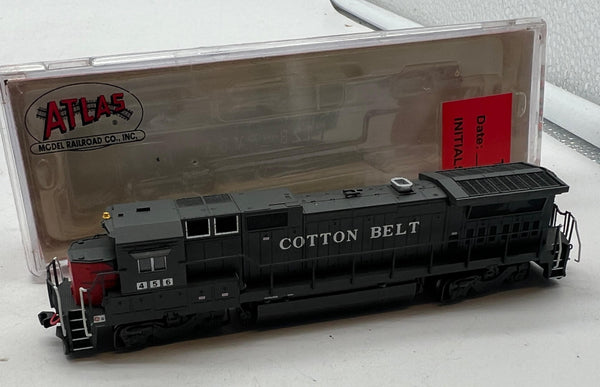 ATLAS
®
MODEL RAILROAD CO., INC.
Date:
INITIAL
COTTON BELT
456